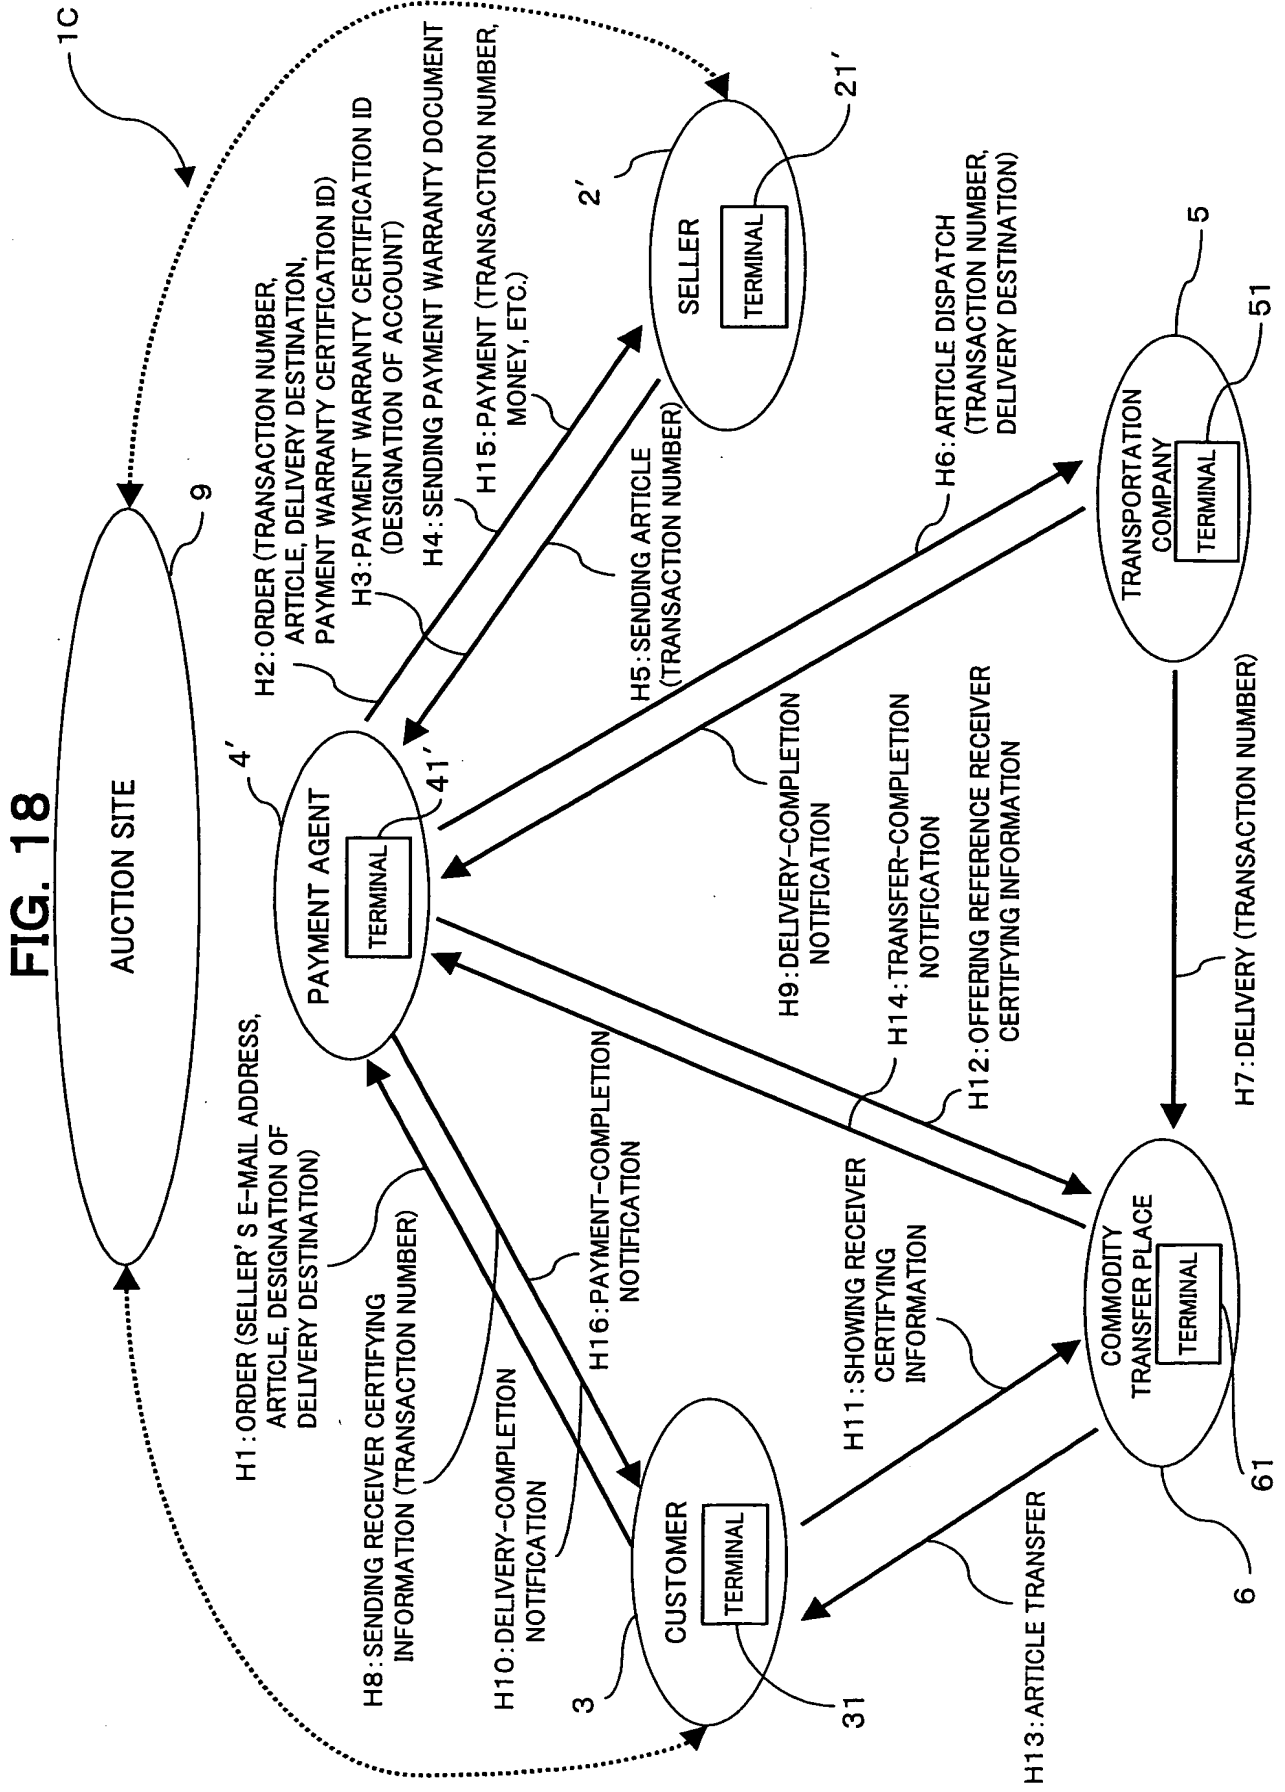 FIG. 18
1C
AUCTION SITE
9
H1:ORDER (SELLER'S E-MAIL ADDRESS,
ARTICLE, DESIGNATION OF
DELIVERY DESTINATION)
4'
PAYMENT AGENT
TERMINAL
41'
H2:ORDER (TRANSACTION NUMBER,
ARTICLE, DELIVERY DESTINATION,
PAYMENT WARRANTY CERTIFICATION ID)
H3:PAYMENT WARRANTY CERTIFICATION ID
(DESIGNATION OF ACCOUNT)
H4:SENDING PAYMENT WARRANTY DOCUMENT
H15:PAYMENT (TRANSACTION NUMBER,
MONEY, ETC.)
H8:SENDING RECEIVER CERTIFYING
INFORMATION (TRANSACTION NUMBER)
H10:DELIVERY-COMPLETION
NOTIFICATION
H16:PAYMENT-COMPLETION
NOTIFICATION
H5:SENDING ARTICLE
(TRANSACTION NUMBER)
2'
SELLER
TERMINAL
21'
3
CUSTOMER
TERMINAL
31
H9:DELIVERY-COMPLETION
NOTIFICATION
H6:ARTICLE DISPATCH
(TRANSACTION NUMBER,
DELIVERY DESTINATION)
H11:SHOWING RECEIVER
CERTIFYING
INFORMATION
H14:TRANSFER-COMPLETION
NOTIFICATION
H12:OFFERING REFERENCE RECEIVER
CERTIFYING INFORMATION
H13:ARTICLE TRANSFER
6
COMMODITY
TRANSFER PLACE
TERMINAL
61
H7:DELIVERY (TRANSACTION NUMBER)
5
TRANSPORTATION
COMPANY
TERMINAL
51